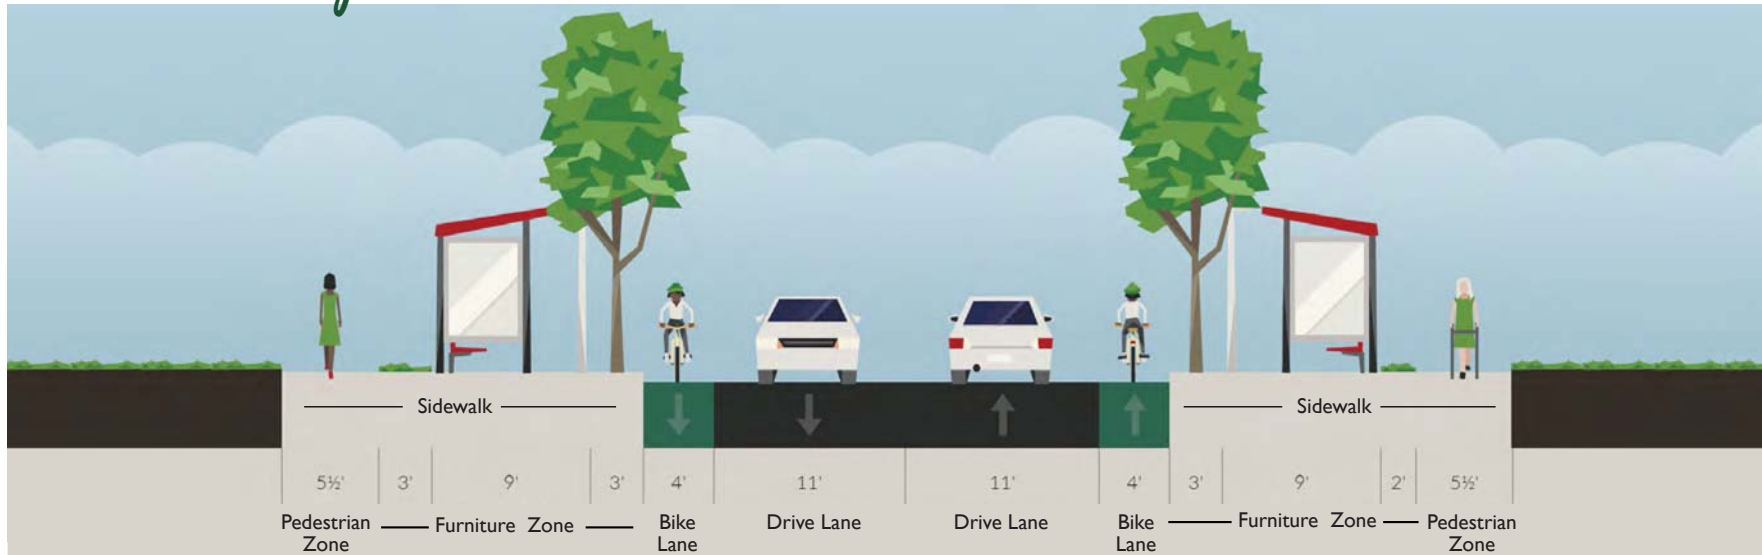 Sidewalk
Sidewalk
5½' 3' 9' 3' 4' 11' 11' 4' 3' 9' 2' 5½'
Pedestrian Zone
Furniture Zone
Bike Lane
Drive Lane
Drive Lane
Bike Lane
Furniture Zone
Pedestrian Zone